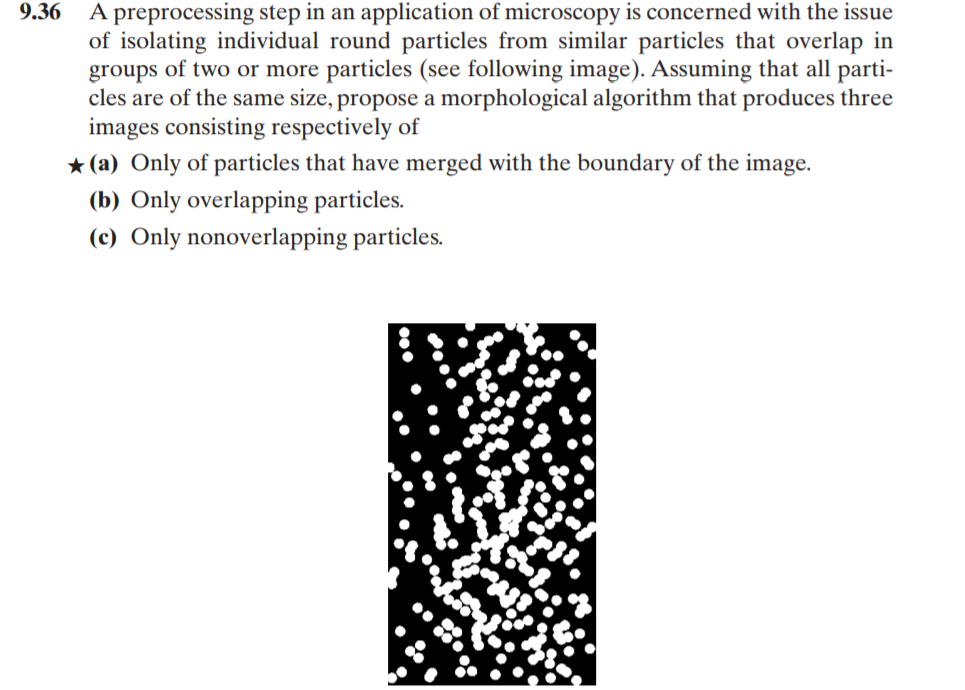 9.36 A preprocessing step in an application of microscopy is concerned with the issue
of isolating individual round particles from similar particles that overlap in
groups of two or more particles (see following image). Assuming that all parti-
cles are of the same size, propose a morphological algorithm that produces three
images consisting respectively of
★(a) Only of particles that have merged with the boundary of the image.
(b) Only overlapping particles.
(c) Only nonoverlapping particles.